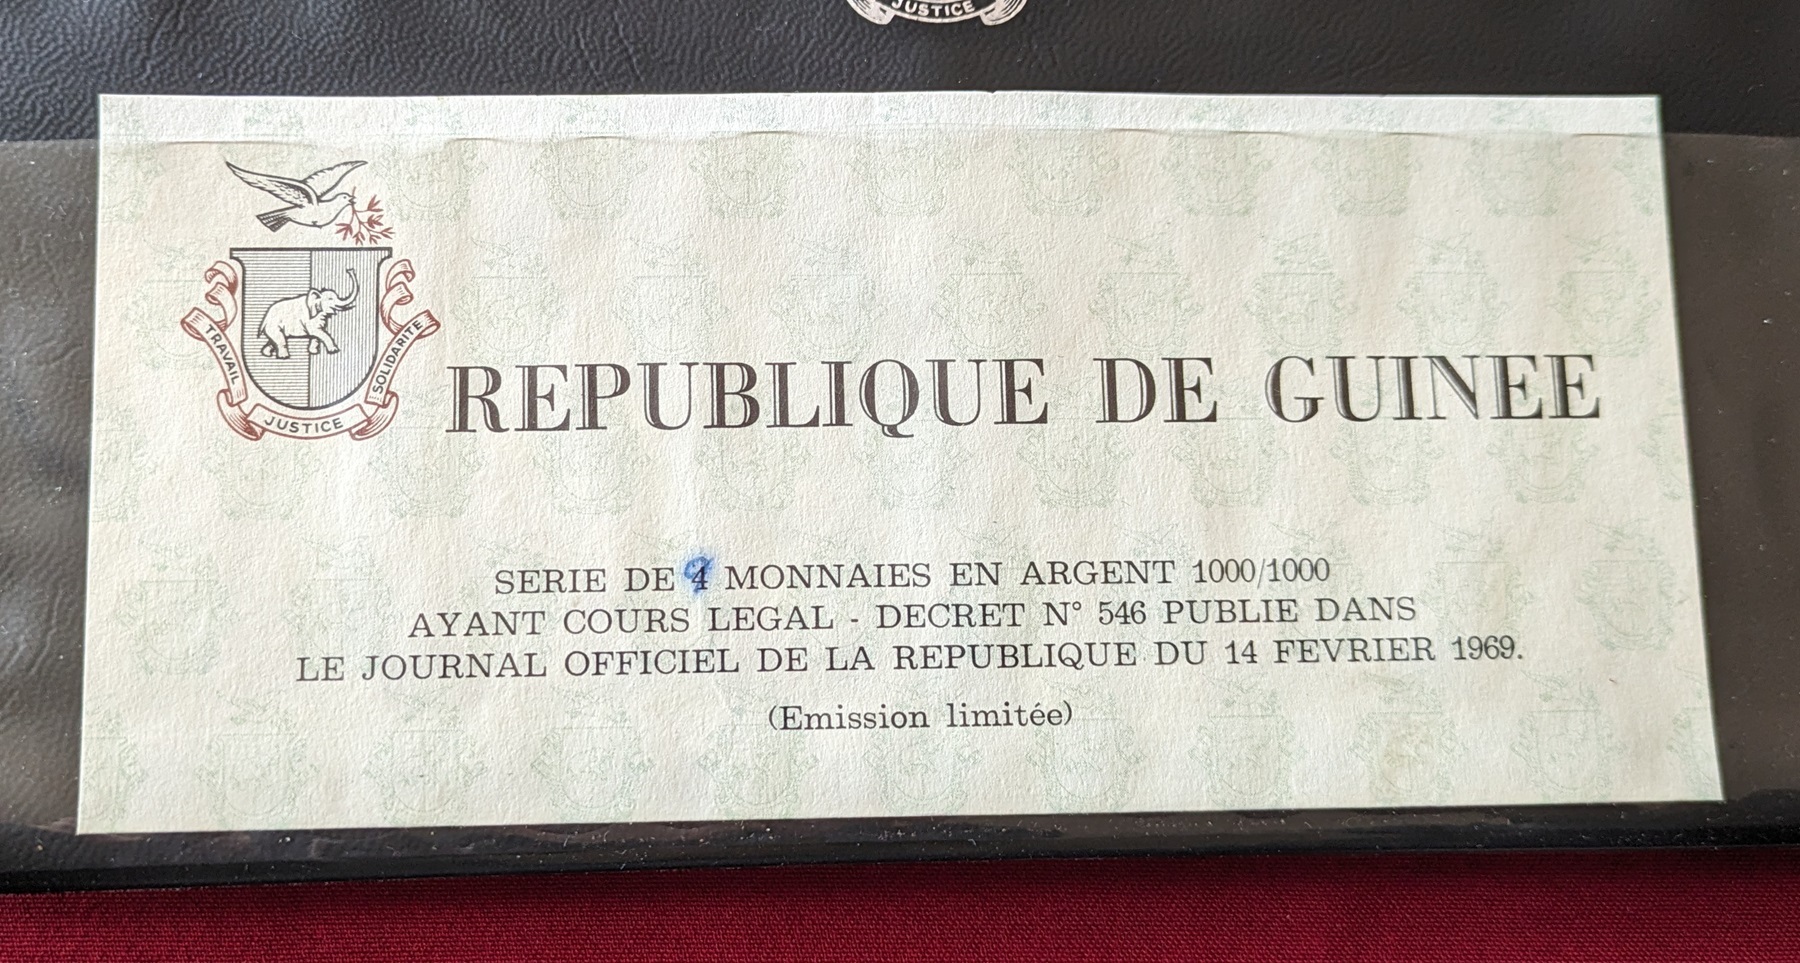 JUSTICE
TRAVAIL
SOLIDARITE
JUSTICE
REPUBLIQUE DE GUINEE
SERIE DE 4 MONNAIES EN ARGENT 1000/1000
AYANT COURS LEGAL - DECRET N° 546 PUBLIE DANS
LE JOURNAL OFFICIEL DE LA REPUBLIQUE DU 14 FEVRIER 1969.
(Emission limitée)